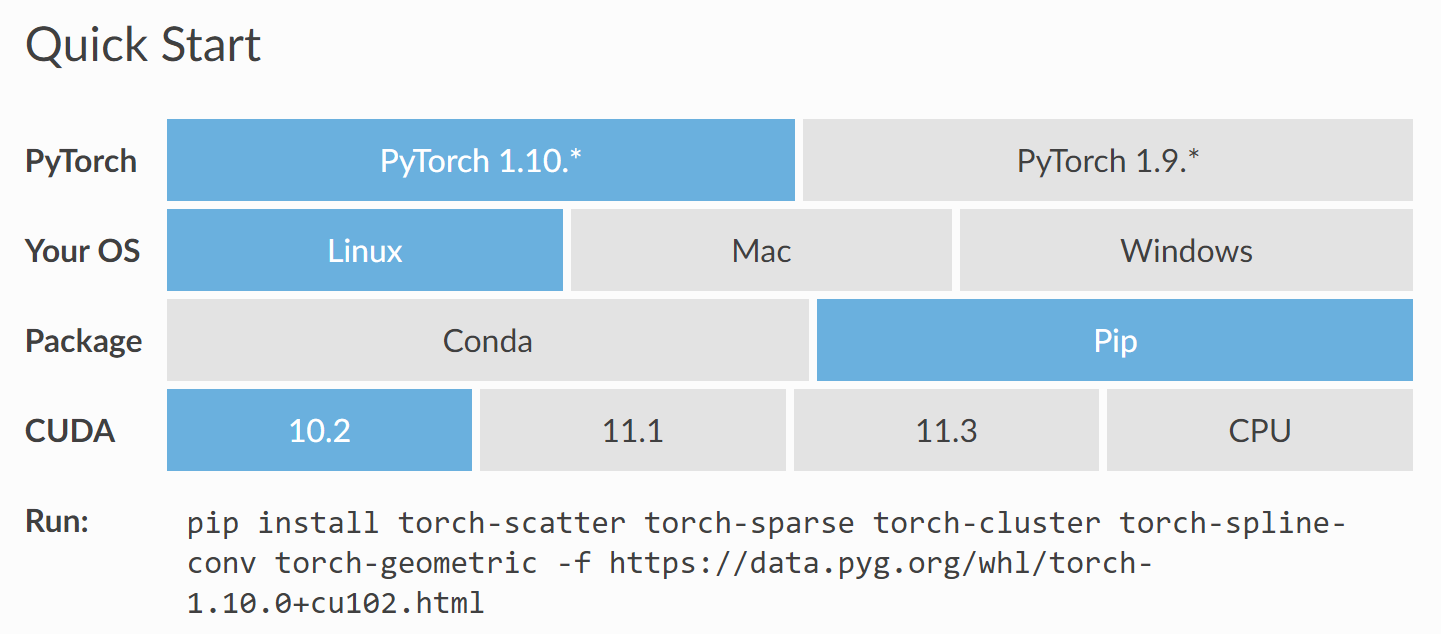 Quick Start
PyTorch PyTorch 1.10.* PyTorch 1.9.*
Your OS Linux Mac Windows
Package Conda Pip
CUDA 10.2 11.1 11.3 CPU
Run: pip install torch-scatter torch-sparse torch-cluster torch-spline-
conv torch-geometric -f https://data.pyg.org/whl/torch-
1.10.0+cu102.html